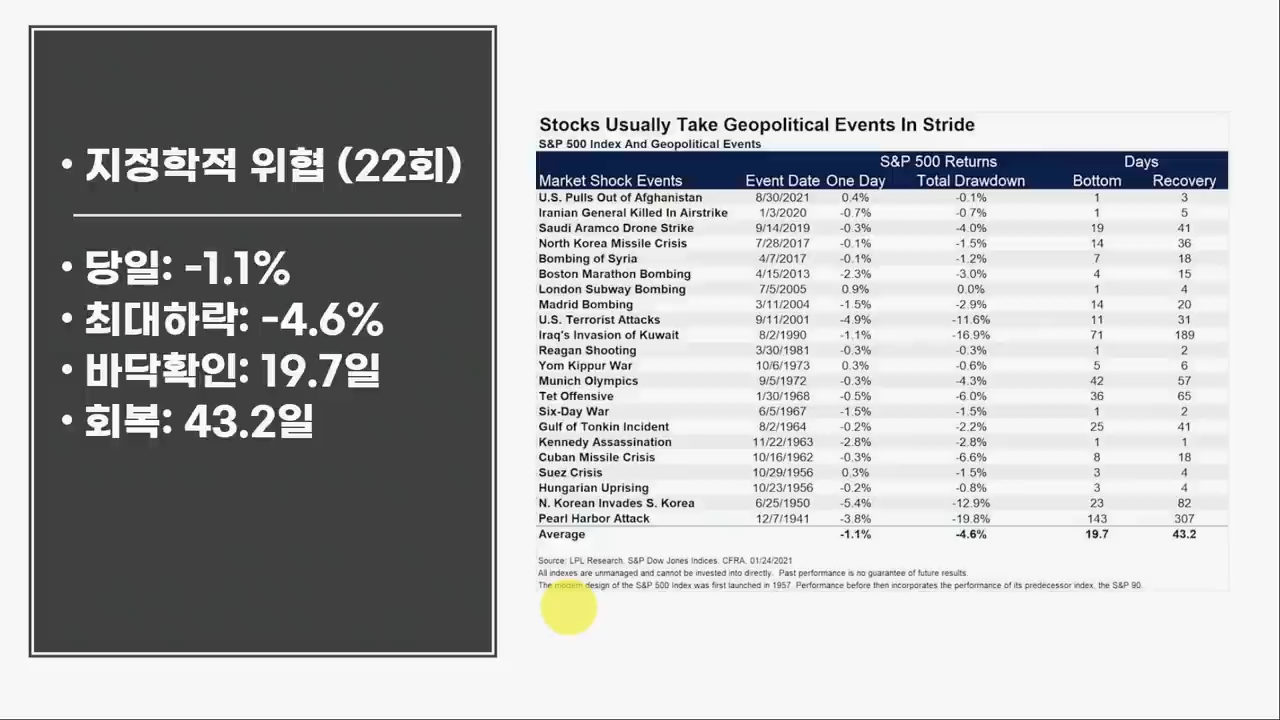 • 지정학적 위협 (22회)
• 당일: -1.1%
• 최대하락: -4.6%
• 바닥확인: 19.7일
• 회복: 43.2일
Stocks Usually Take Geopolitical Events In Stride
S&P 500 Index And Geopolitical Events
S&P 500 Returns Days
Market Shock Events Event Date One Day Total Drawdown Bottom Recovery
U.S. Pulls Out of Afghanistan 8/30/2021 0.4% -0.1% 1 3
Iranian General Killed In Airstrike 1/3/2020 -0.7% -0.7% 1 5
Saudi Aramco Drone Strike 9/14/2019 -0.3% -4.0% 19 41
North Korea Missile Crisis 7/28/2017 -0.1% -1.5% 14 36
Bombing of Syria 4/7/2017 -0.1% -1.2% 7 18
Boston Marathon Bombing 4/15/2013 -2.3% -3.0% 4 15
London Subway Bombing 7/5/2005 0.9% 0.0% 1 4
Madrid Bombing 3/11/2004 -1.5% -2.9% 14 20
U.S. Terrorist Attacks 9/11/2001 -4.9% -11.6% 11 31
Iraq's Invasion of Kuwait 8/2/1990 -1.1% -16.9% 71 189
Reagan Shooting 3/30/1981 -0.3% -0.3% 1 2
Yom Kippur War 10/6/1973 0.3% -0.6% 5 6
Munich Olympics 9/5/1972 -0.3% -4.3% 42 57
Tet Offensive 1/30/1968 -0.5% -6.0% 36 65
Six-Day War 6/5/1967 -1.5% -1.5% 1 2
Gulf of Tonkin Incident 8/2/1964 -0.2% -2.2% 25 41
Kennedy Assassination 11/22/1963 -2.8% -2.8% 1 1
Cuban Missile Crisis 10/16/1962 -0.3% -6.6% 8 18
Suez Crisis 10/29/1956 0.3% -1.5% 3 4
Hungarian Uprising 10/23/1956 -0.2% -0.8% 3 4
N. Korean Invades S. Korea 6/25/1950 -5.4% -12.9% 23 82
Pearl Harbor Attack 12/7/1941 -3.8% -19.8% 143 307
Average -1.1% -4.6% 19.7 43.2
Source: LPL Research, S&P Dow Jones Indices, CFRA, 01/24/2021
All indexes are unmanaged and cannot be invested into directly. Past performance is no guarantee of future results.
The modern design of the S&P 500 Index was first launched in 1957. Performance before then incorporates the performance of its predecessor index, the S&P 90.